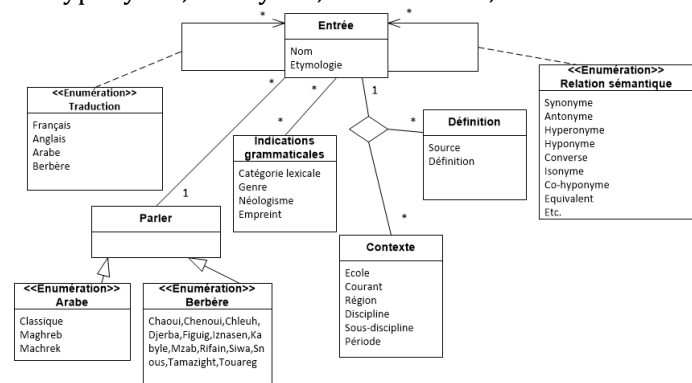 *
Entrée
*
Nom
Etymologie
<<Enumération>>
Traduction
Français
Anglais
Arabe
Berbère
*
*
1
<<Enumération>>
Relation sémantique
Synonyme
Antonyme
Hyperonyme
Hyponyme
Converse
Isonyme
Co-hyponyme
Equivalent
Etc.
*
Définition
Source
Définition
*
Indications
grammaticales
Catégorie lexicale
Genre
Néologisme
Empreint
1
Parler
*
Contexte
Ecole
Courant
Région
Discipline
Sous-discipline
Période
<<Enumération>>
Arabe
Classique
Maghreb
Machrek
<<Enumération>>
Berbère
Chaoui,Chenoui,Chleuh,
Djerba,Figuig,Iznasen,Ka
byle,Mzab,Rifain,Siwa,Sn
ous,Tamazight,Touareg